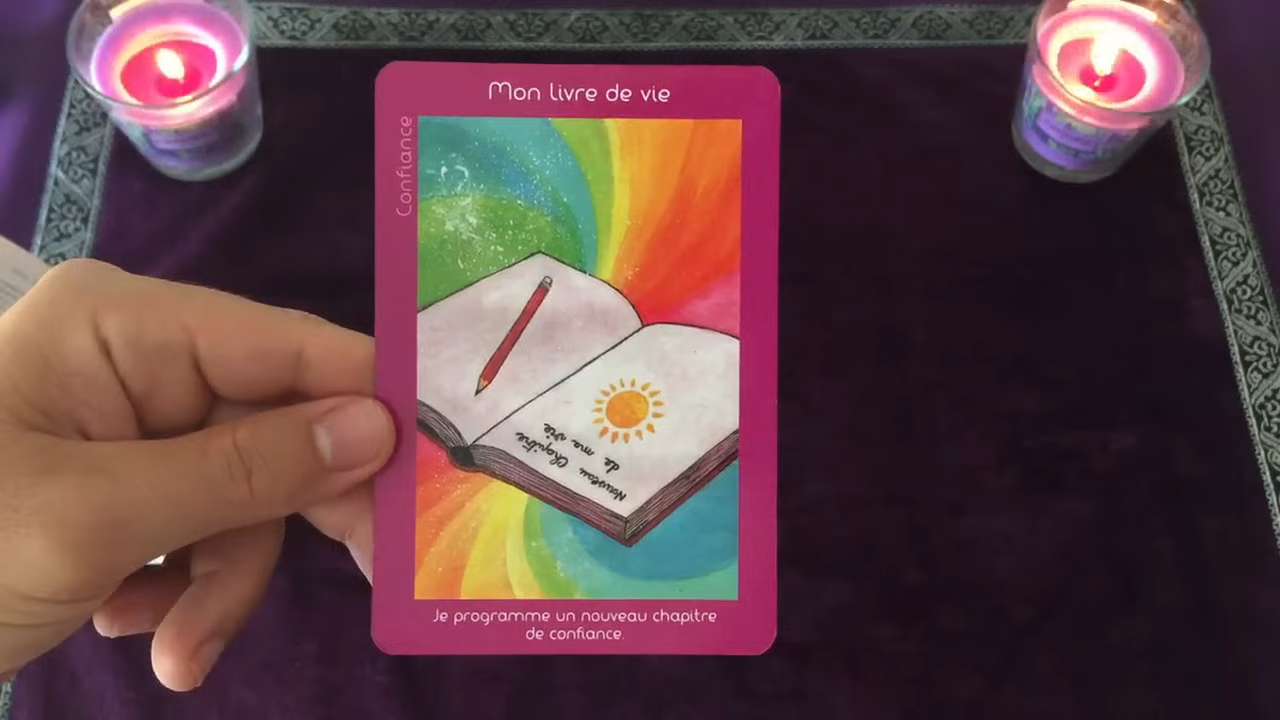 Mon livre de vie
Confiance
Nouveau Chapitre
de ma vie
Je programme un nouveau chapitre
de confiance.